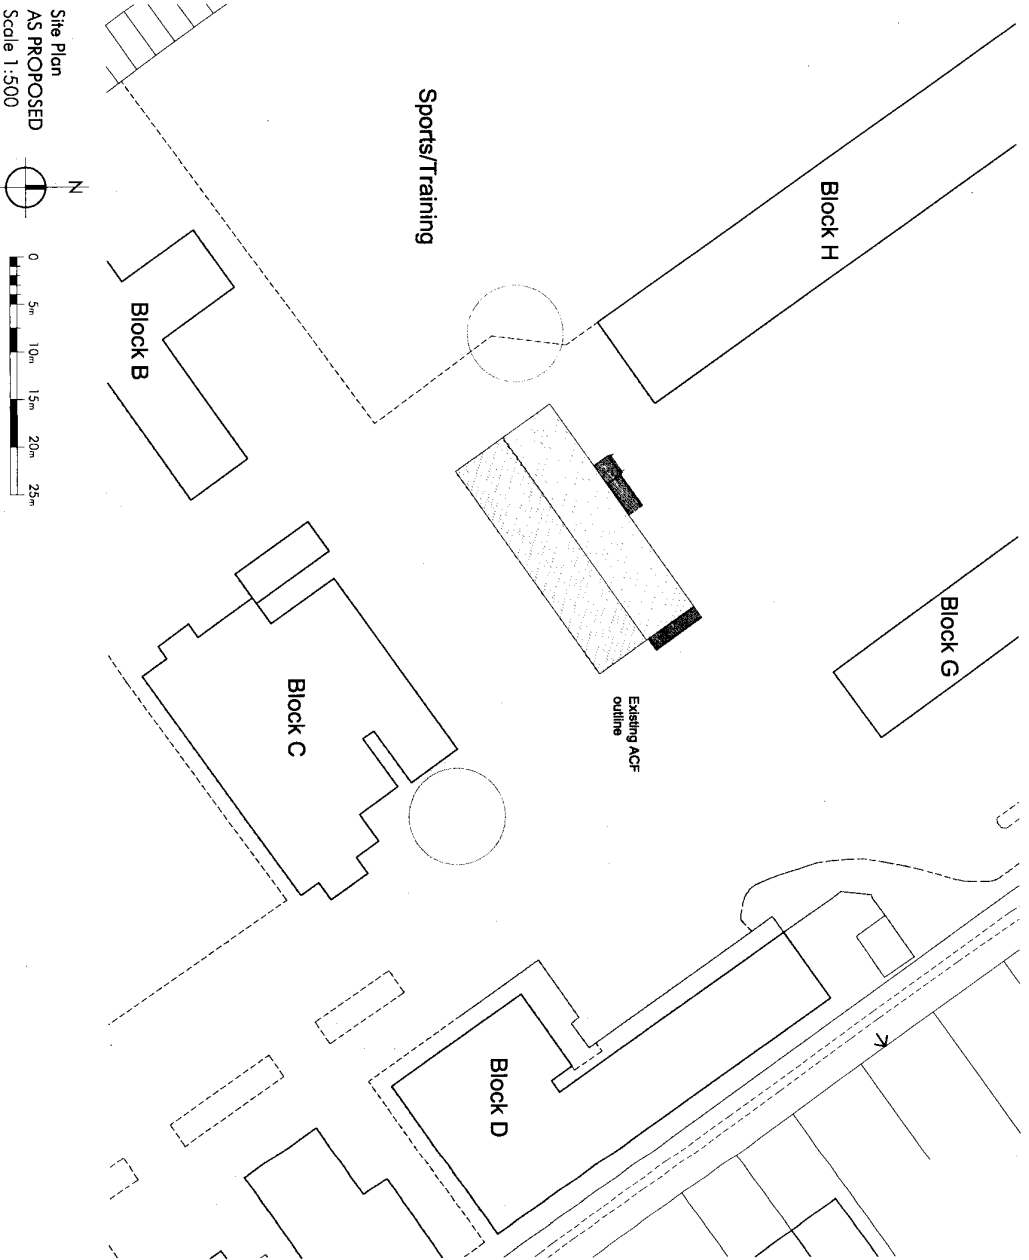 Site Plan
AS PROPOSED
Scale 1:500
N
0 5m 10m 15m 20m 25m
Sports/Training
Block H
Block B
Block G
Block C
Existing ACF
outline
Block D